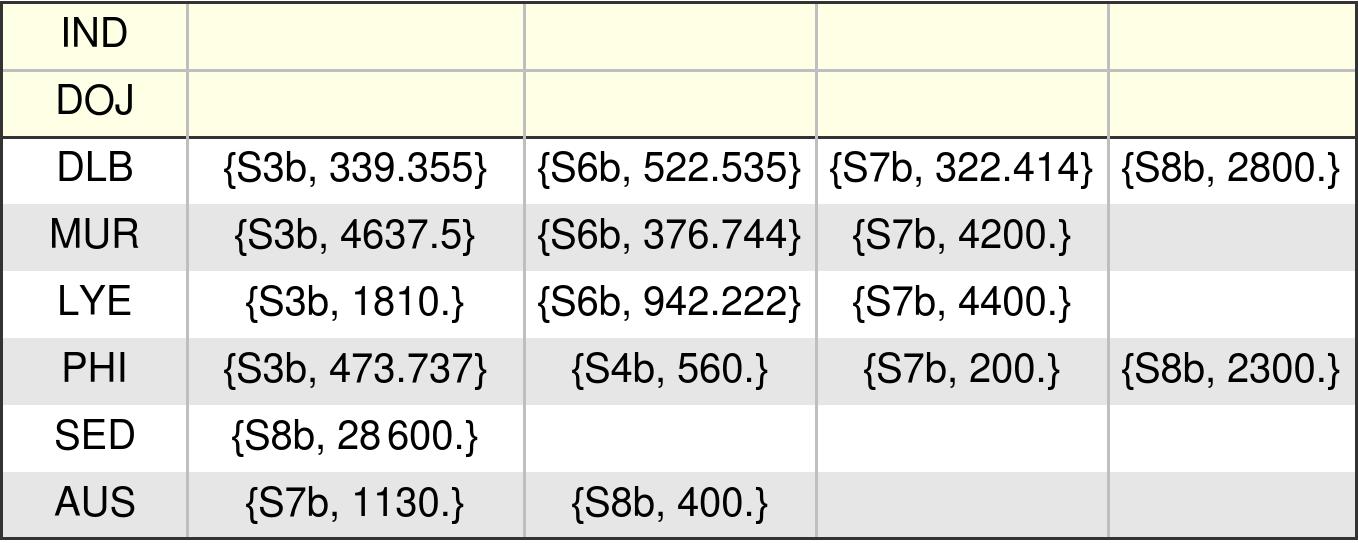 IND
DOJ
DLB {S3b, 339.355} {S6b, 522.535} {S7b, 322.414} {S8b, 2800.}
MUR {S3b, 4637.5} {S6b, 376.744} {S7b, 4200.}
LYE {S3b, 1810.} {S6b, 942.222} {S7b, 4400.}
PHI {S3b, 473.737} {S4b, 560.} {S7b, 200.} {S8b, 2300.}
SED {S8b, 28 600.}
AUS {S7b, 1130.} {S8b, 400.}